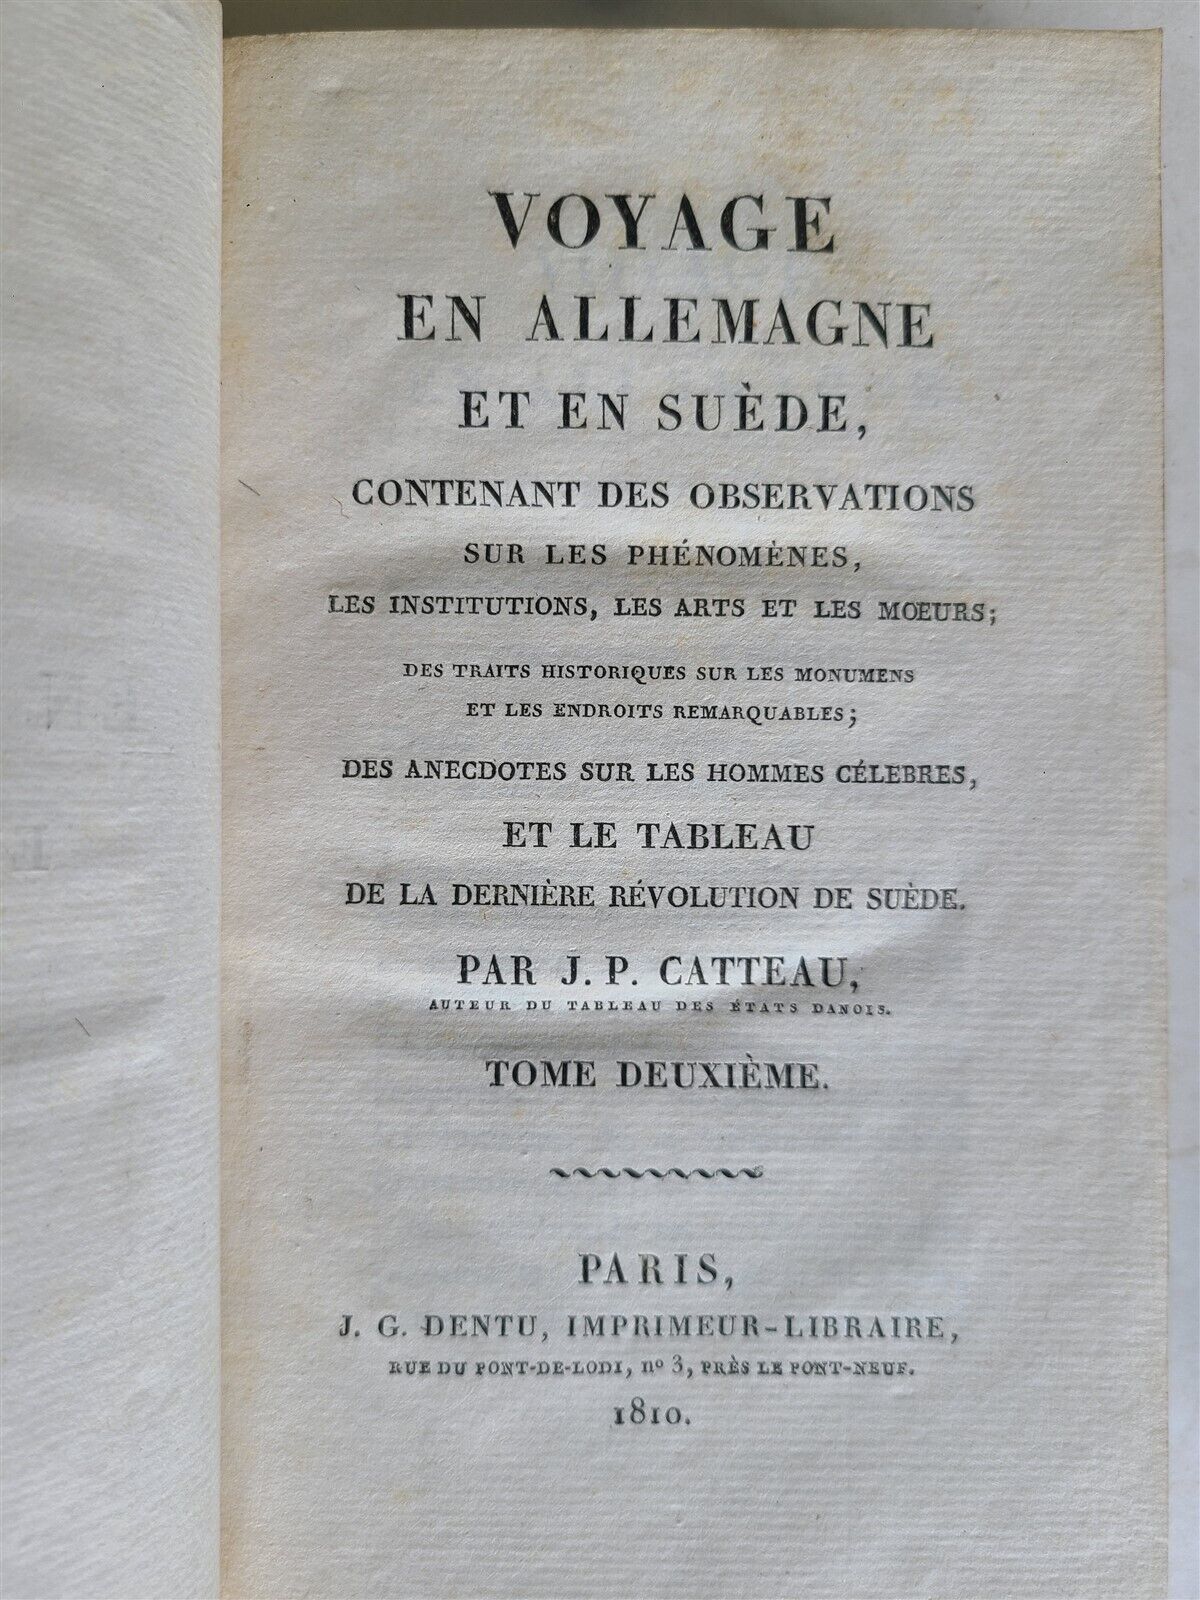 VOYAGE
EN ALLEMAGNE
ET EN SUÈDE,
CONTENANT DES OBSERVATIONS
SUR LES PHÉNOMÈNES,
LES INSTITUTIONS, LES ARTS ET LES MŒURS;
DES TRAITS HISTORIQUES SUR LES MONUMENS
ET LES ENDROITS REMARQUABLES;
DES ANECDOTES SUR LES HOMMES CÉLEBRES,
ET LE TABLEAU
DE LA DERNIÈRE RÉVOLUTION DE SUÈDE.
PAR J. P. CATTEAU,
AUTEUR DU TABLEAU DES ÉTATS DANOIS.
TOME DEUXIÈME.
PARIS,
J. G. DENTU, IMPRIMEUR-LIBRAIRE,
RUE DU PONT-DE-LODI, nº 3, PRÈS LE PONT-NEUF.
1810.